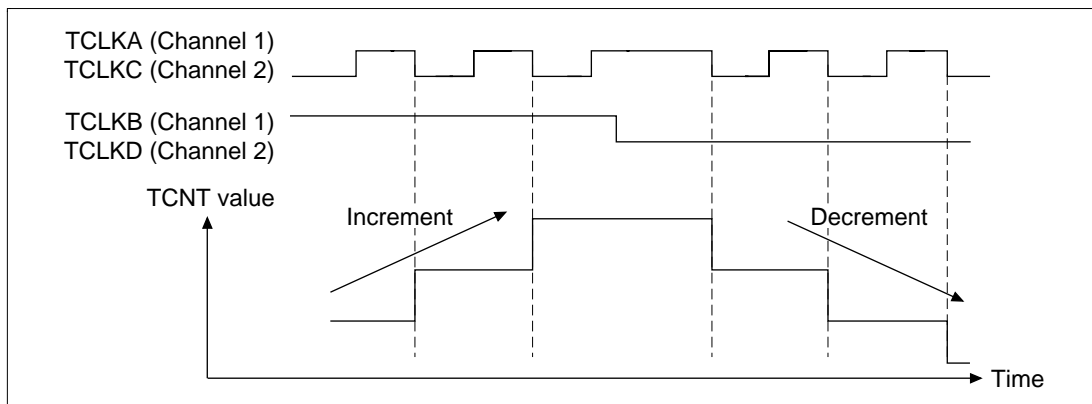 TCLKA (Channel 1)
TCLKC (Channel 2)
TCLKB (Channel 1)
TCLKD (Channel 2)
TCNT value
Increment
Decrement
Time